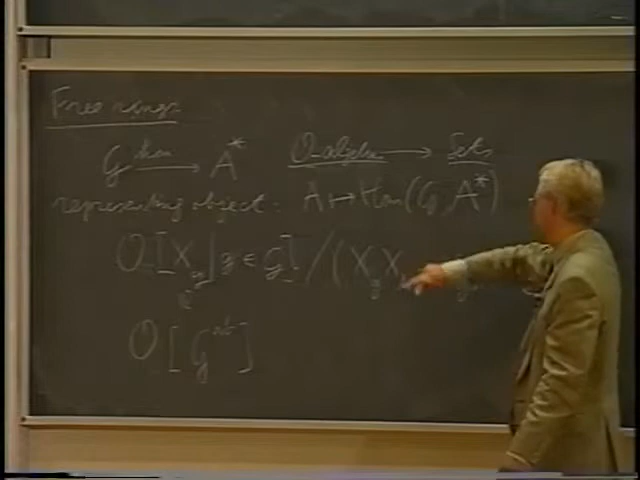 Free rings
G hom → A*   O-algebra → Sets
representing object: A ↦ Hom(G, A*)
O[X_g | g ∈ G] / (X_g X
O[G^ab]